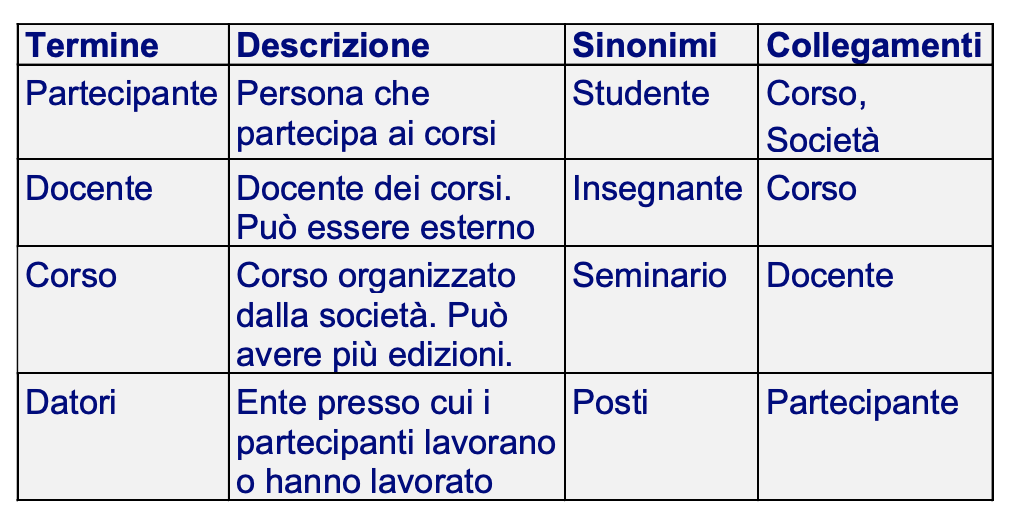 Termine Descrizione Sinonimi Collegamenti
Partecipante Persona che Studente Corso,
partecipa ai corsi Società
Docente Docente dei corsi. Insegnante Corso
Può essere esterno
Corso Corso organizzato Seminario Docente
dalla società. Può
avere più edizioni.
Datori Ente presso cui i Posti Partecipante
partecipanti lavorano
o hanno lavorato